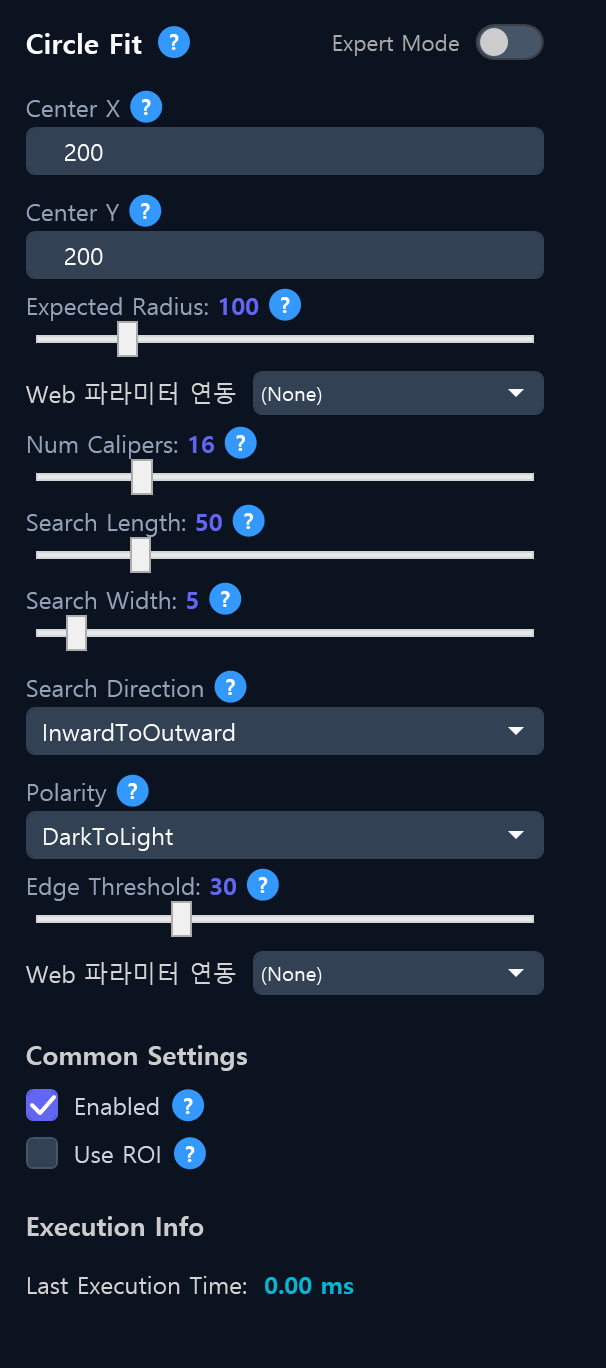 Circle Fit ? Expert Mode
Center X ?
200
Center Y ?
200
Expected Radius: 100 ?
Web 파라미터 연동 (None)
Num Calipers: 16 ?
Search Length: 50 ?
Search Width: 5 ?
Search Direction ?
InwardToOutward
Polarity ?
DarkToLight
Edge Threshold: 30 ?
Web 파라미터 연동 (None)
Common Settings
Enabled ?
Use ROI ?
Execution Info
Last Execution Time: 0.00 ms